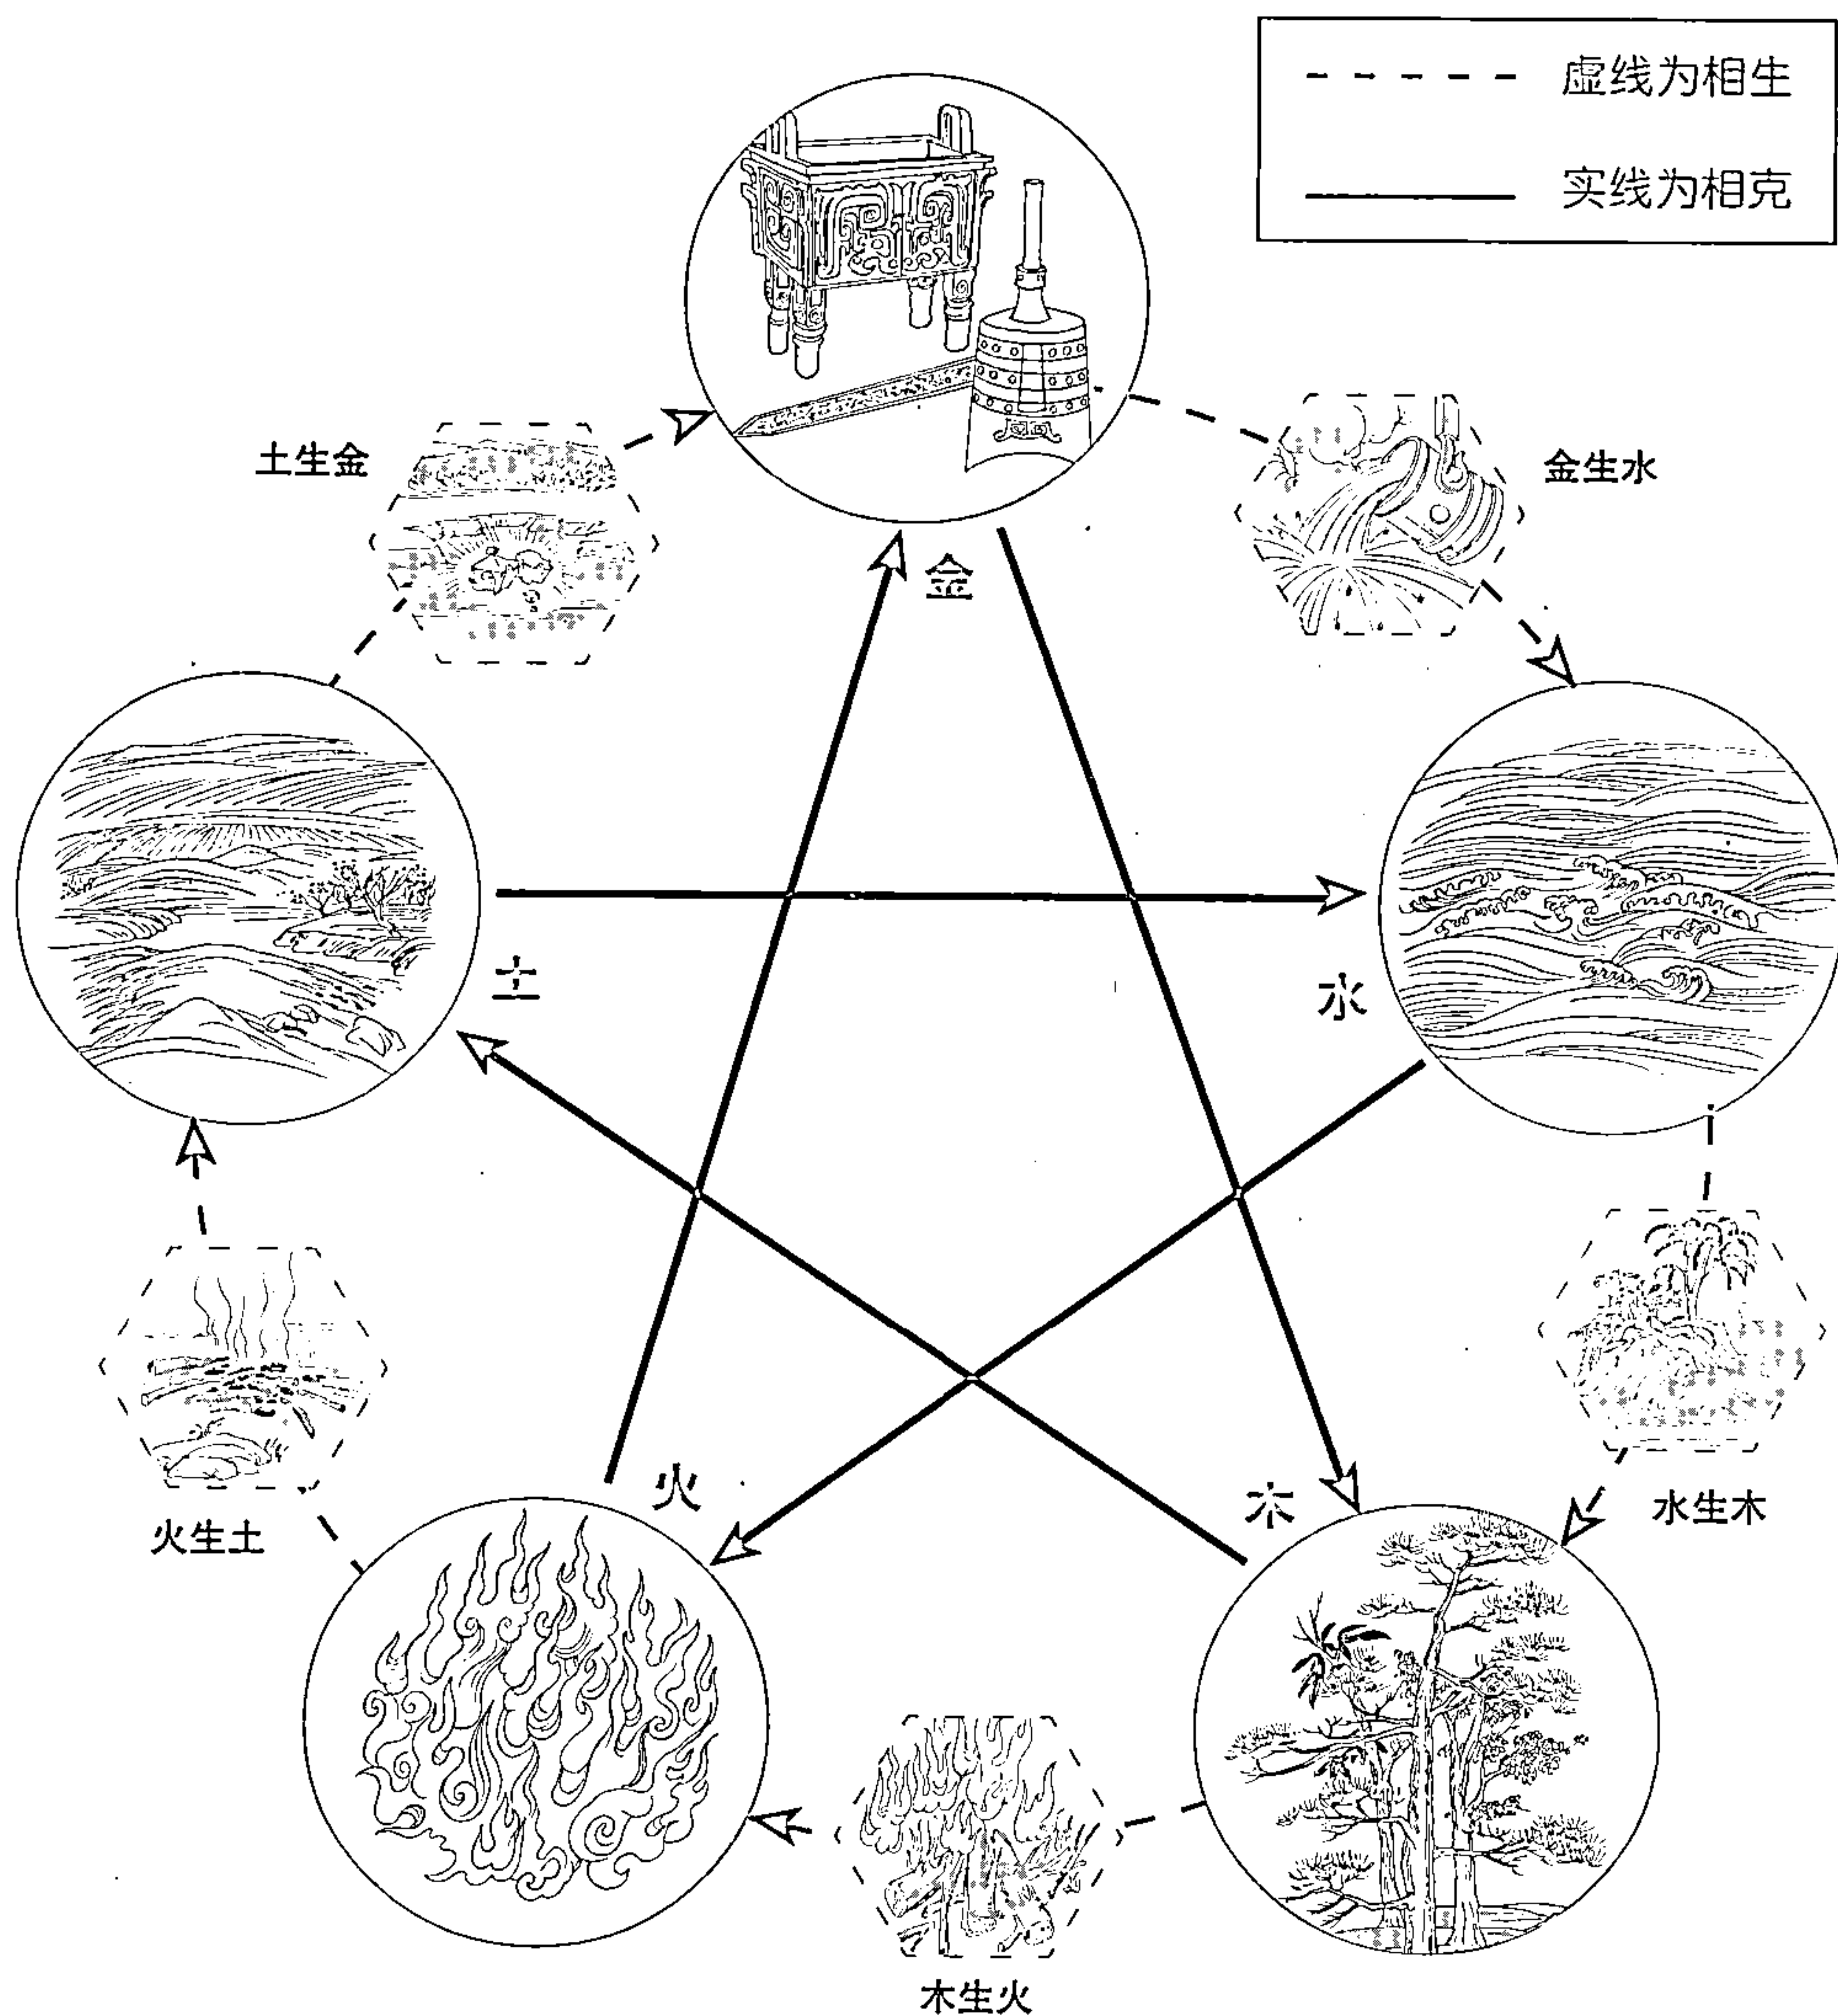 虚线为相生
实线为相克
土生金
金生水
金
土
水
火
木
火生土
水生木
木生火